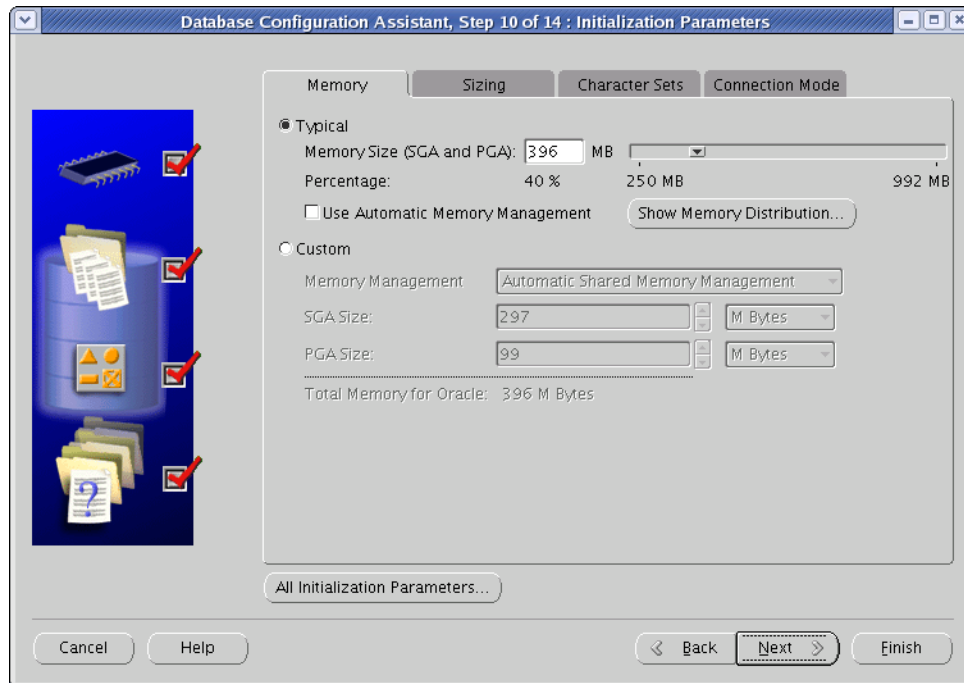 Database Configuration Assistant, Step 10 of 14 : Initialization Parameters
Memory Sizing Character Sets Connection Mode
Typical
Memory Size (SGA and PGA): 396 MB
Percentage: 40 % 250 MB 992 MB
Use Automatic Memory Management Show Memory Distribution...
Custom
Memory Management Automatic Shared Memory Management
SGA Size: 297 M Bytes
PGA Size: 99 M Bytes
Total Memory for Oracle: 396 M Bytes
?
All Initialization Parameters...
Cancel Help Back Next Finish